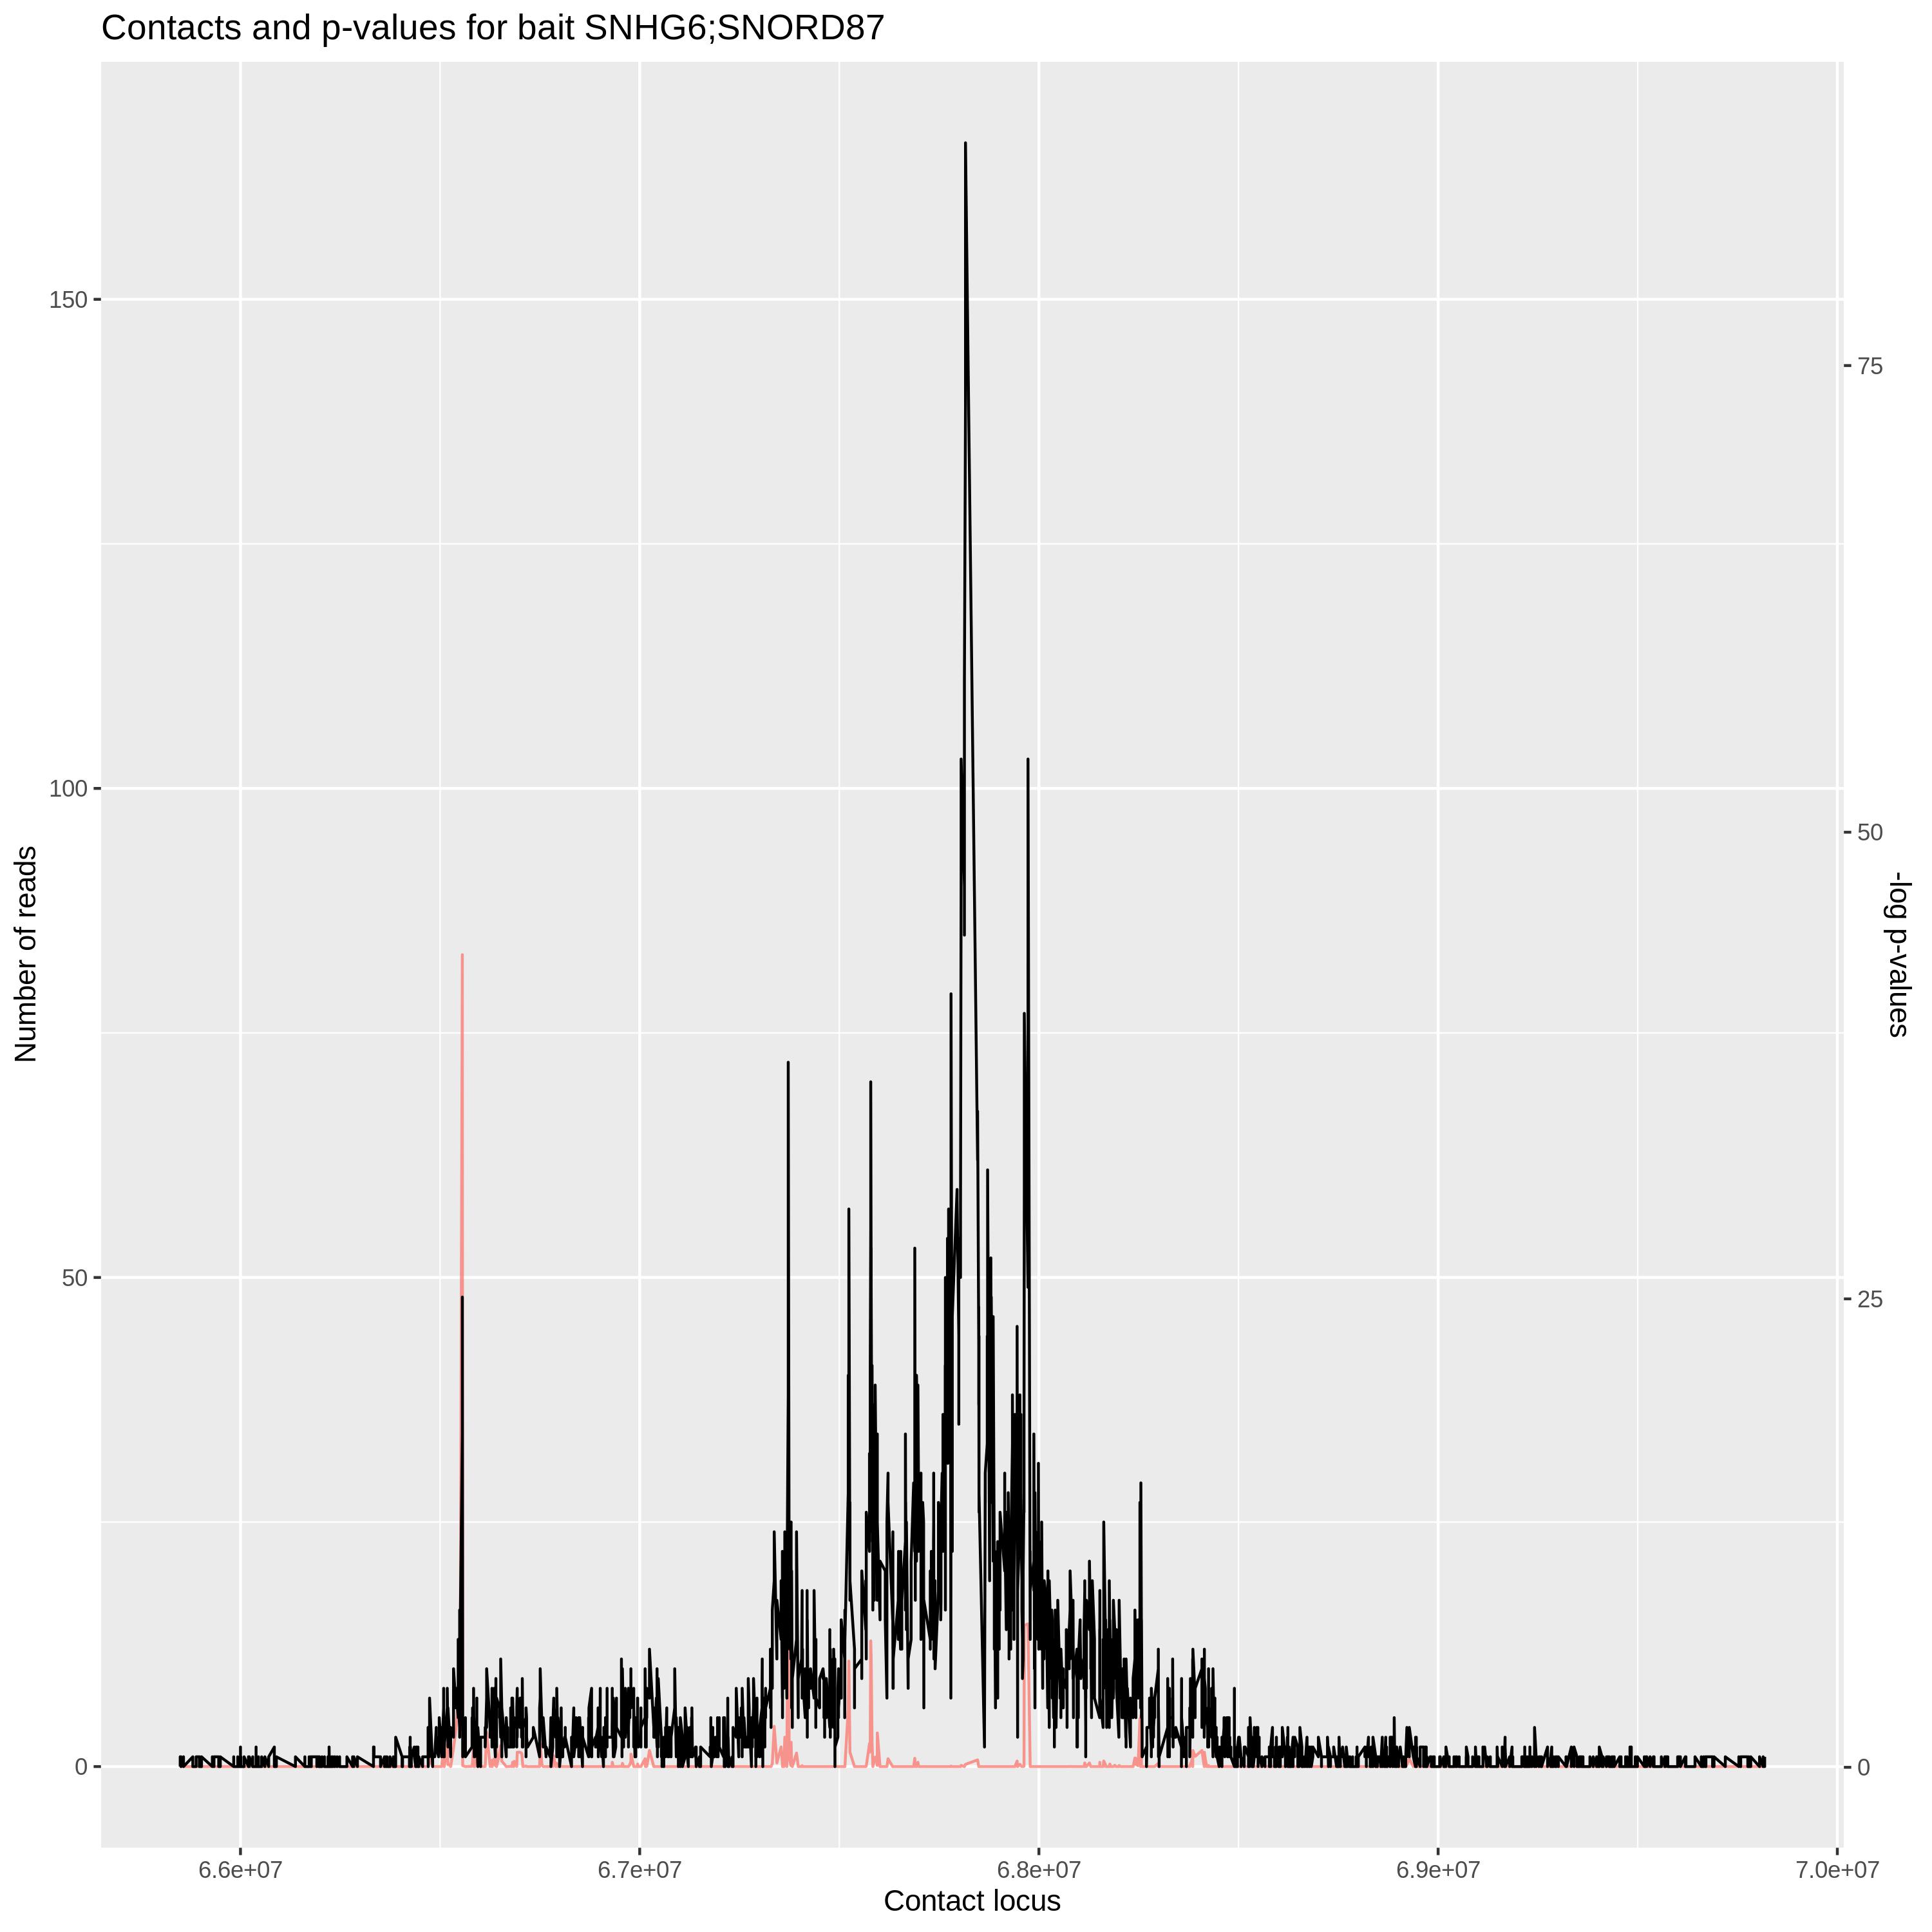 Contacts and p-values for bait SNHG6;SNORD87
150
100
50
0
Number of reads
75
50
25
0
-log p-values
6.6e+07
6.7e+07
6.8e+07
6.9e+07
7.0e+07
Contact locus